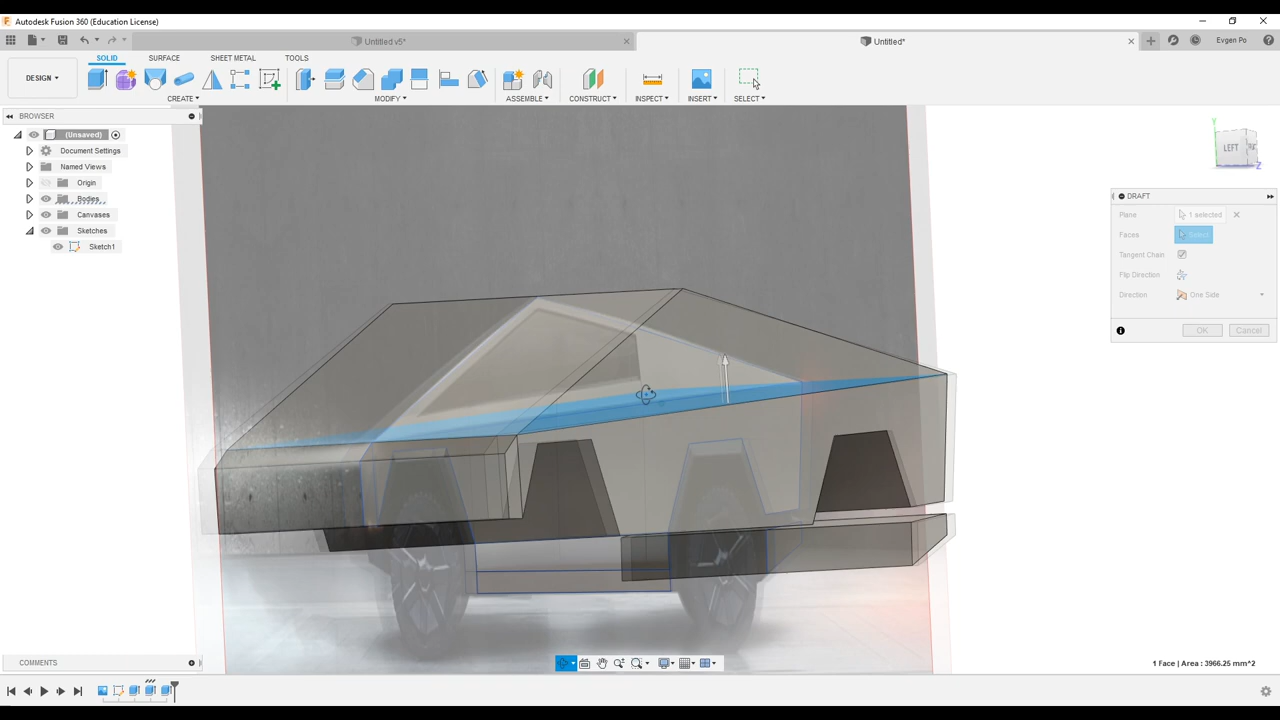 Autodesk Fusion 360 (Education License)
Untitled v5*
Untitled*
Evgen Po
DESIGN
SOLID SURFACE SHEET METAL TOOLS
CREATE MODIFY ASSEMBLE CONSTRUCT INSPECT INSERT SELECT
BROWSER
(Unsaved)
Document Settings
Named Views
Origin
Bodies
Canvases
Sketches
Sketch1
Y
LEFT
Z
DRAFT
Plane 1 selected
Faces Select
Tangent Chain
Flip Direction
Direction One Side
OK Cancel
COMMENTS
1 Face | Area : 3966.25 mm^2